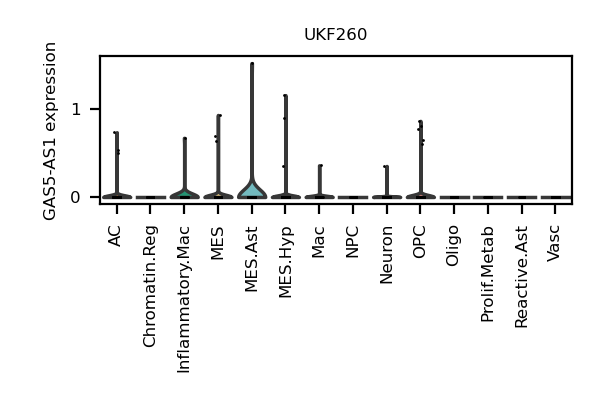 UKF260
GAS5-AS1 expression
1
0
AC
Chromatin.Reg
Inflammatory.Mac
MES
MES.Ast
MES.Hyp
Mac
NPC
Neuron
OPC
Oligo
Prolif.Metab
Reactive.Ast
Vasc